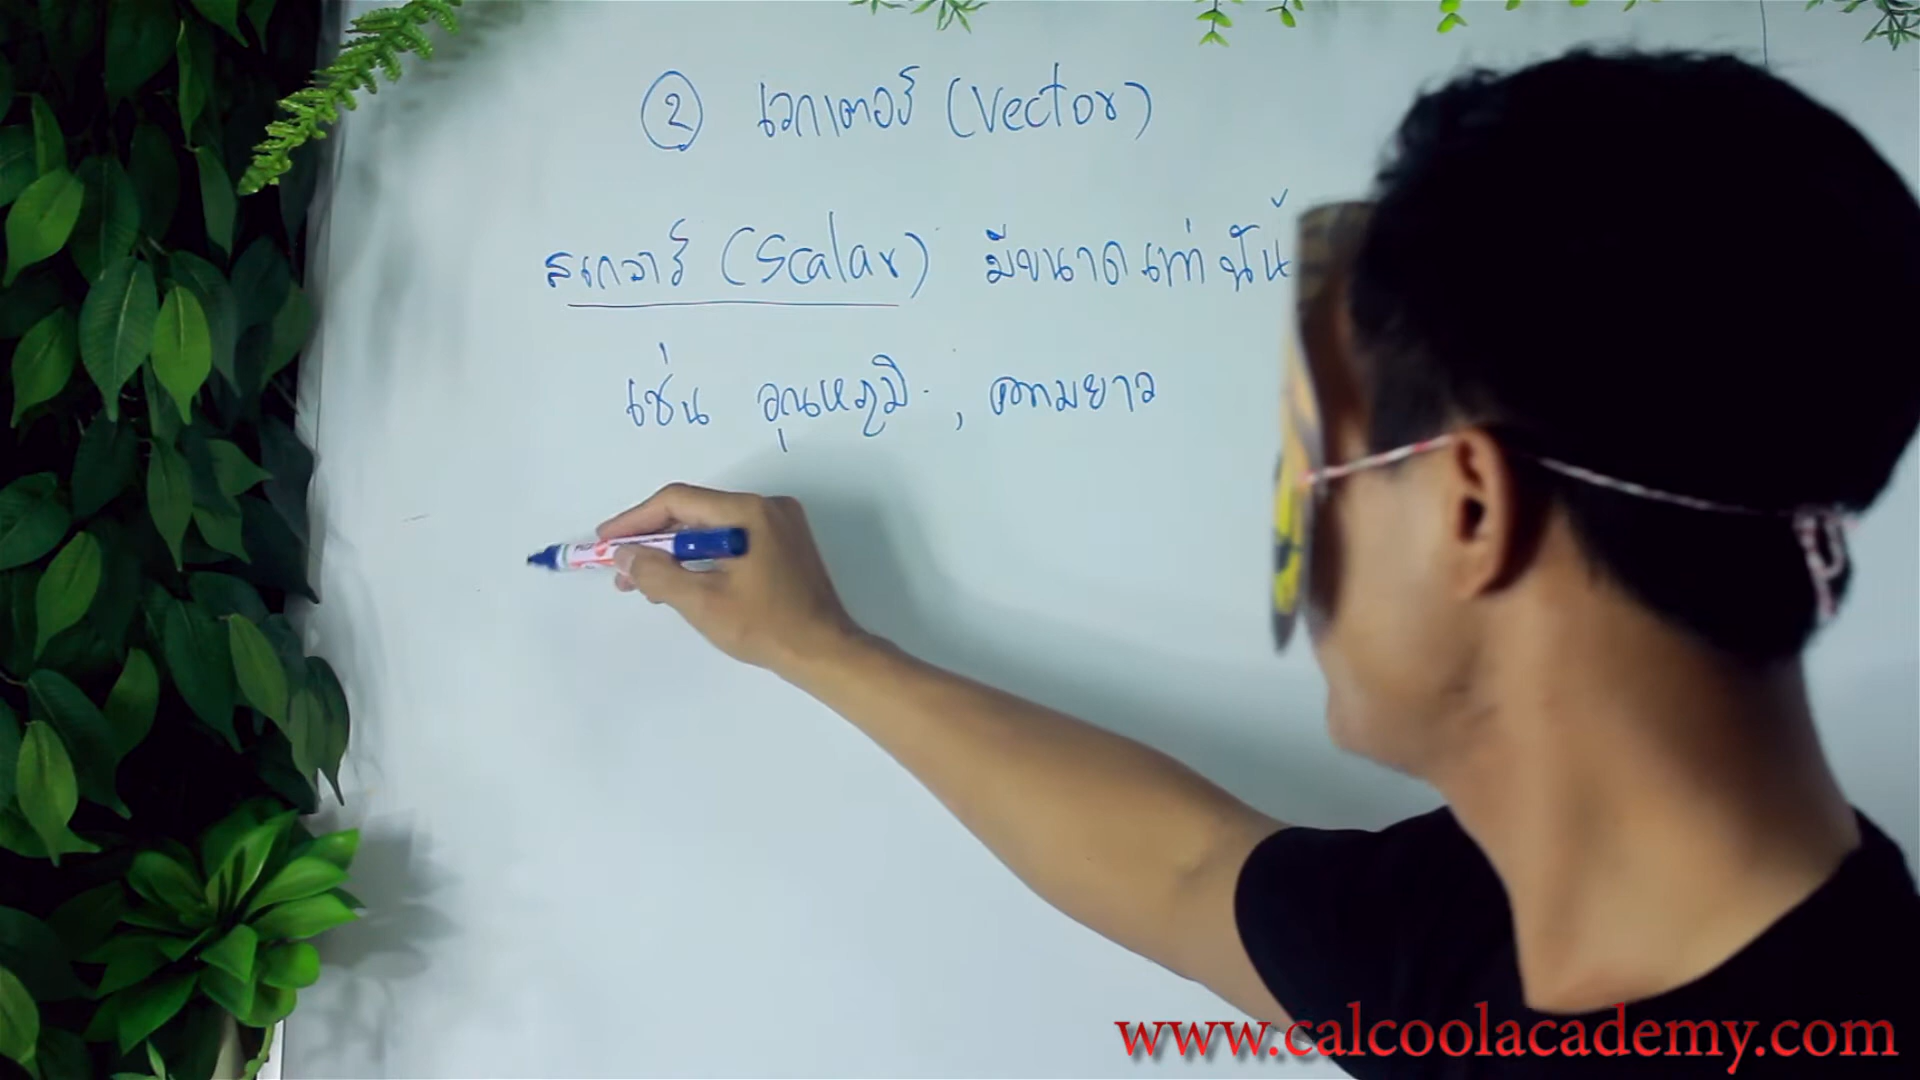 ② เวกเตอร์ (Vector)
สเกลาร์ (Scalar) มีขนาดเท่านั้น
เช่น อุณหภูมิ , ความยาว
www.calcoolacademy.com